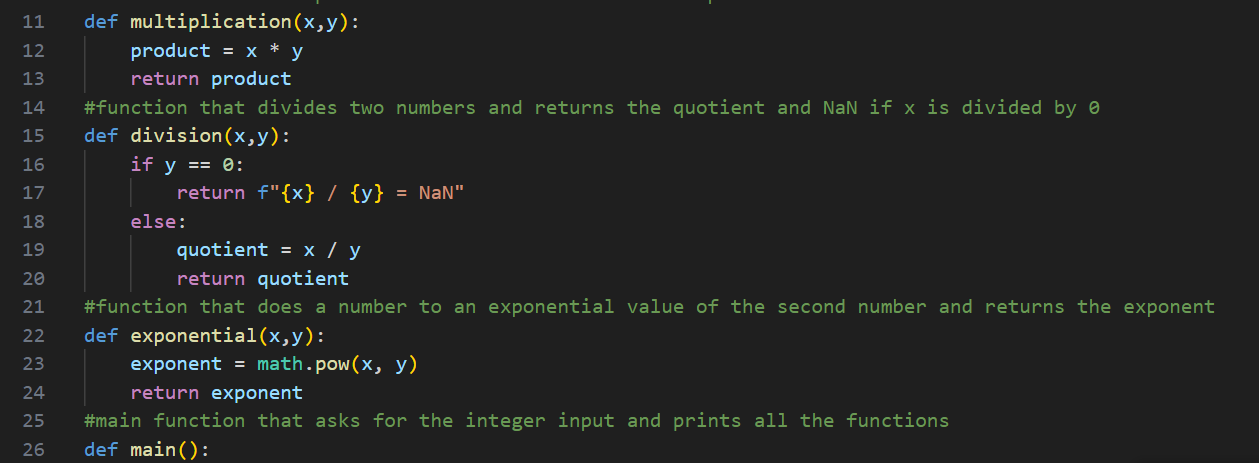 11 def multiplication(x,y):
12     product = x * y
13     return product
14 #function that divides two numbers and returns the quotient and NaN if x is divided by 0
15 def division(x,y):
16     if y == 0:
17         return f"{x} / {y} = NaN"
18     else:
19         quotient = x / y
20         return quotient
21 #function that does a number to an exponential value of the second number and returns the exponent
22 def exponential(x,y):
23     exponent = math.pow(x, y)
24     return exponent
25 #main function that asks for the integer input and prints all the functions
26 def main():